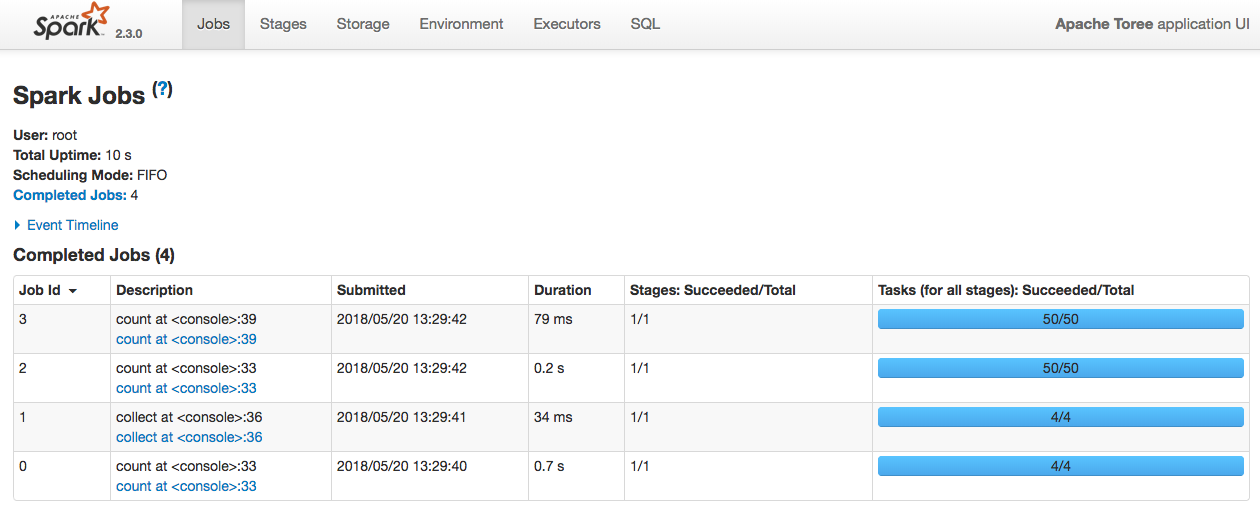 APACHE
Spark 2.3.0 Jobs Stages Storage Environment Executors SQL Apache Toree application UI
Spark Jobs (?)
User: root
Total Uptime: 10 s
Scheduling Mode: FIFO
Completed Jobs: 4
Event Timeline
Completed Jobs (4)
Job Id Description Submitted Duration Stages: Succeeded/Total Tasks (for all stages): Succeeded/Total
3 count at <console>:39 2018/05/20 13:29:42 79 ms 1/1 50/50
count at <console>:39
2 count at <console>:33 2018/05/20 13:29:42 0.2 s 1/1 50/50
count at <console>:33
1 collect at <console>:36 2018/05/20 13:29:41 34 ms 1/1 4/4
collect at <console>:36
0 count at <console>:33 2018/05/20 13:29:40 0.7 s 1/1 4/4
count at <console>:33